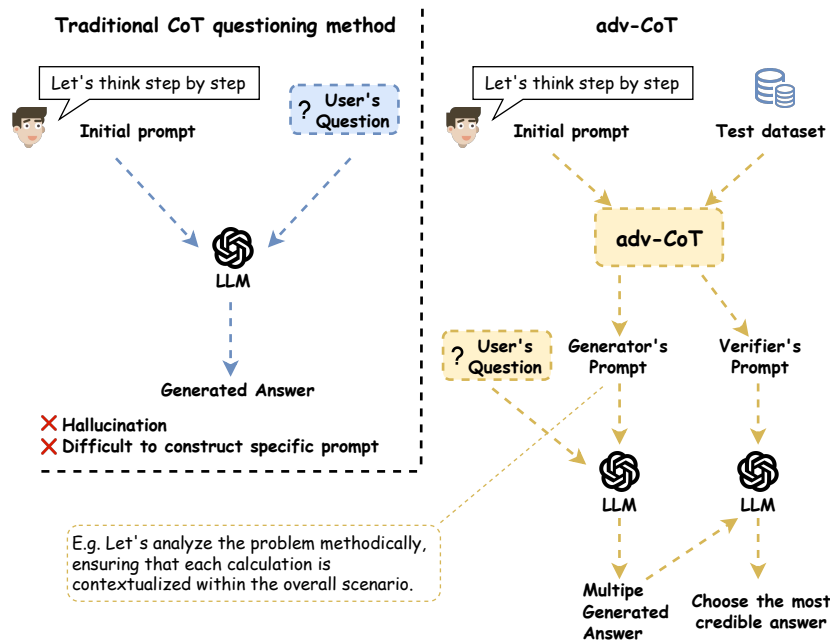 Traditional CoT questioning method
Let's think step by step
Initial prompt
? User's
Question
LLM
Generated Answer
Hallucination
Difficult to construct specific prompt
adv-CoT
Let's think step by step
Initial prompt
Test dataset
adv-CoT
? User's
Question
Generator's
Prompt
Verifier's
Prompt
LLM
LLM
E.g. Let's analyze the problem methodically,
ensuring that each calculation is
contextualized within the overall scenario.
Multipe
Generated
Answer
Choose the most
credible answer